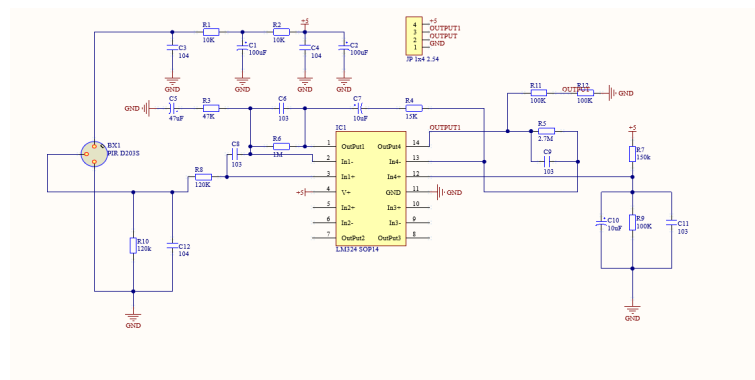 R1
10K
R2
10K
+5
C3
104
C1
100uF
C4
104
C2
100uF
GND
GND
GND
GND
4
3
2
1
+5
OUTPUT1
OUTPUT
GND
JP 1x4 2.54
GND
C5
47uF
R3
47K
C6
103
C7
10uF
R4
15K
R11
100K
OUTPUT
R12
100K
GND
BX1
PIR D203S
C8
103
R6
1M
IC1
OUTPUT1
R5
2.7M
C9
103
+5
R7
150k
1 OutPut1 OutPut4 14
2 In1- In4- 13
3 In1+ In4+ 12
4 V+ GND 11
5 In2+ In3+ 10
6 In2- In3- 9
7 OutPut2 OutPut3 8
LM324 SOP14
+5
GND
R8
120K
R10
120k
C12
104
C10
10uF
R9
100K
C11
103
GND
GND